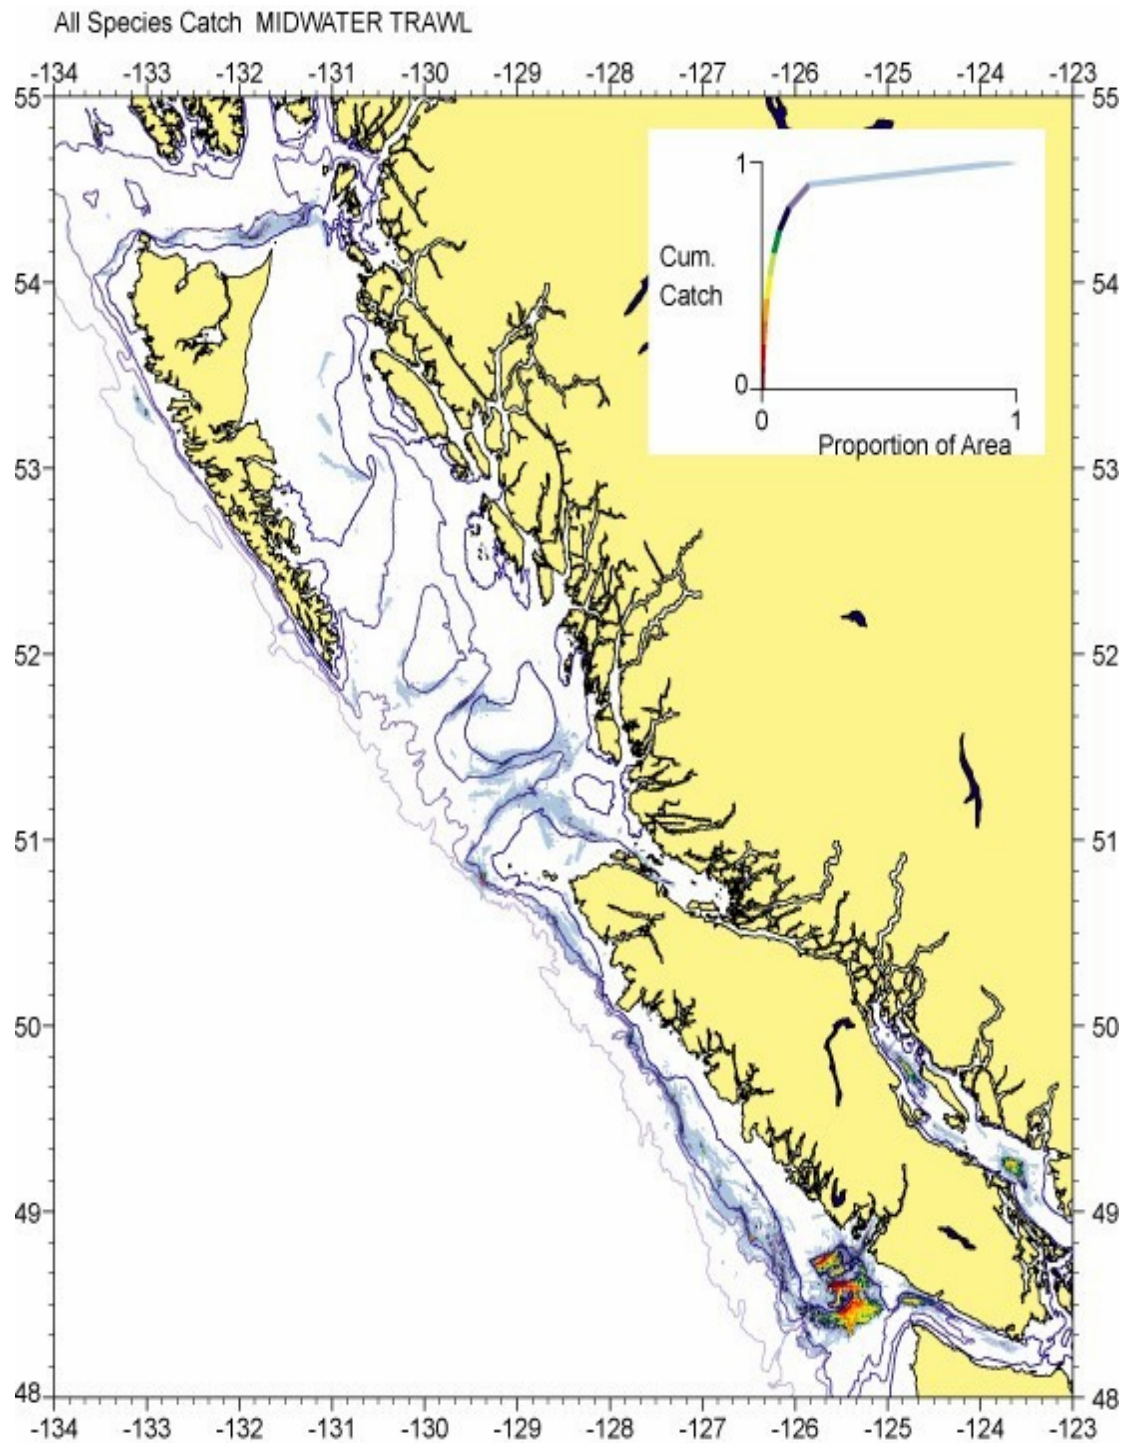 All Species Catch MIDWATER TRAWL
-134 -133 -132 -131 -130 -129 -128 -127 -126 -125 -124 -123
55 55
1
Cum.
Catch
0
0 1
Proportion of Area
54 54
53 53
52 52
51 51
50 50
49 49
48 48
-134 -133 -132 -131 -130 -129 -128 -127 -126 -125 -124 -123